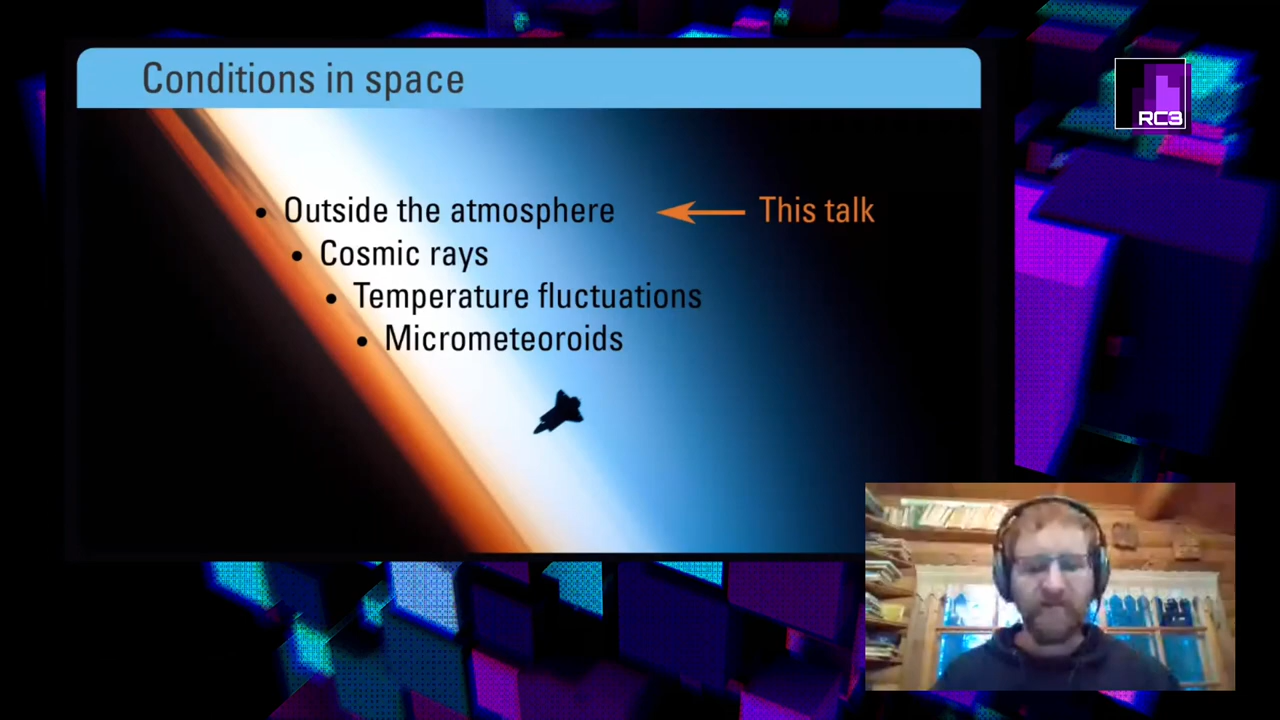 Conditions in space
RC3
• Outside the atmosphere
This talk
• Cosmic rays
• Temperature fluctuations
• Micrometeoroids